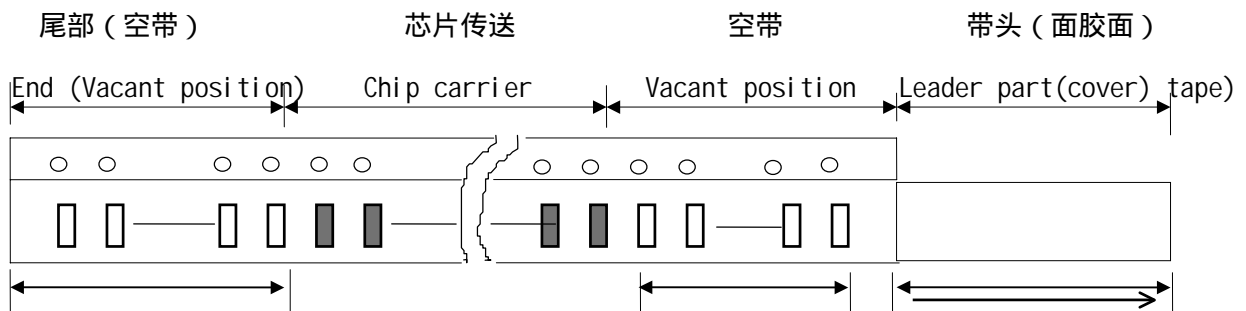 尾部（空带） 芯片传送 空带 带头（面胶面）
End (Vacant position) Chip carrier Vacant position Leader part(cover) tape)